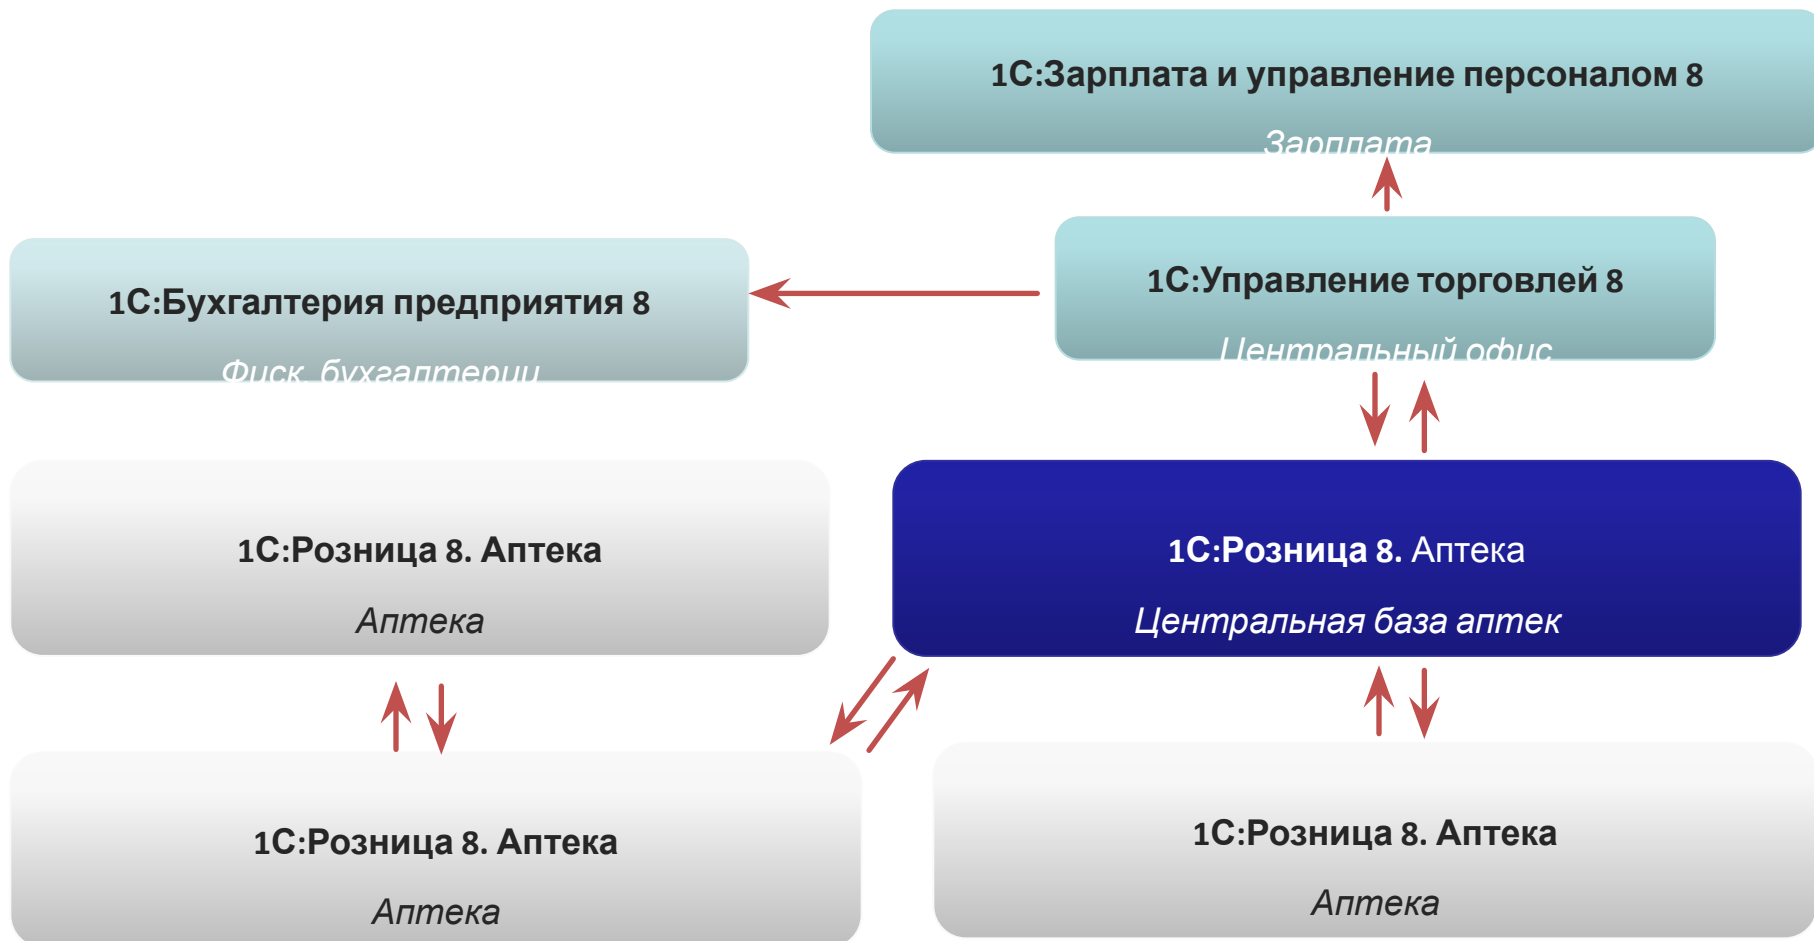 1С:Зарплата и управление персоналом 8
Зарплата
1С:Управление торговлей 8
Центральный офис
1С:Бухгалтерия предприятия 8
Фиск. бухгалтерии
1С:Розница 8. Аптека
Аптека
1С:Розница 8. Аптека
Центральная база аптек
1С:Розница 8. Аптека
Аптека
1С:Розница 8. Аптека
Аптека